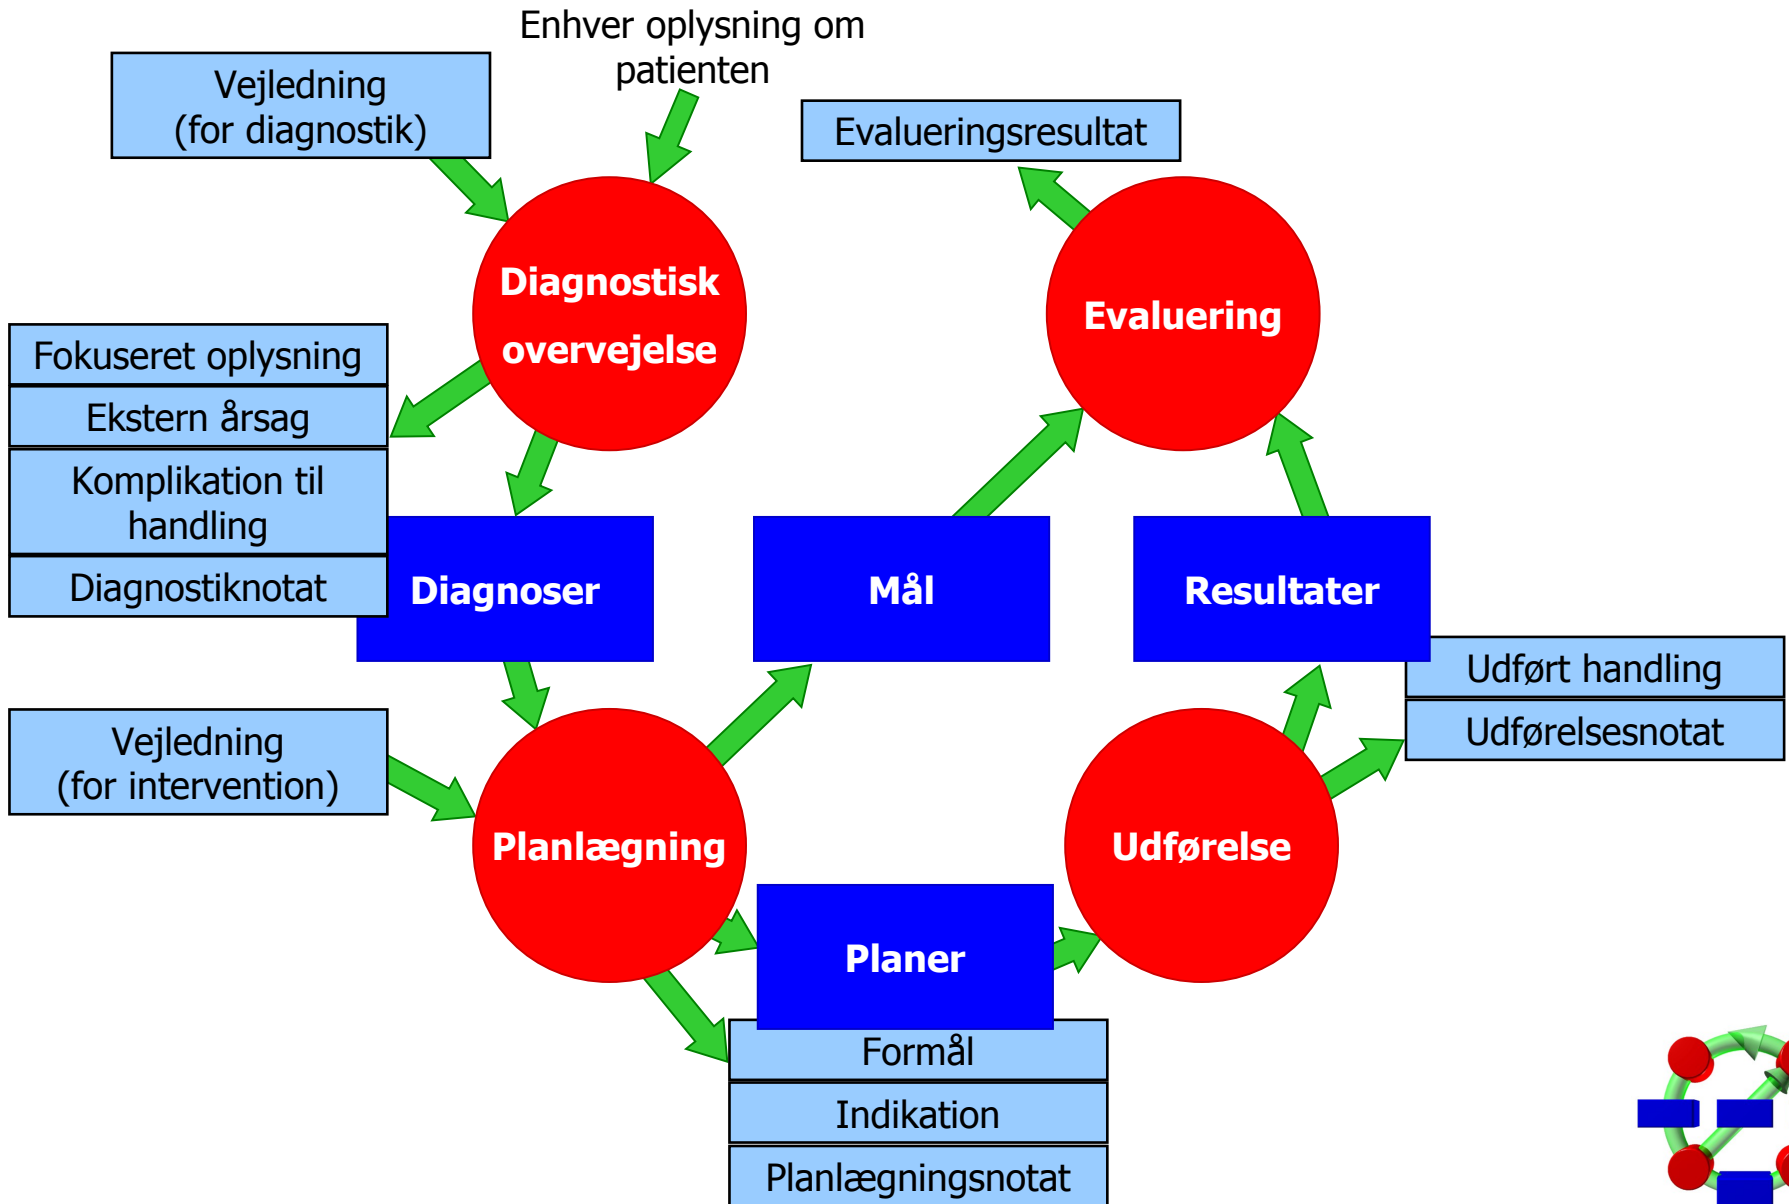 Enhver oplysning om
patienten
Vejledning
(for diagnostik)
Evalueringsresultat
Diagnostisk
overvejelse
Evaluering
Fokuseret oplysning
Ekstern årsag
Komplikation til
handling
Diagnostiknotat
Diagnoser
Mål
Resultater
Udført handling
Udførelsesnotat
Vejledning
(for intervention)
Planlægning
Udførelse
Planer
Formål
Indikation
Planlægningsnotat